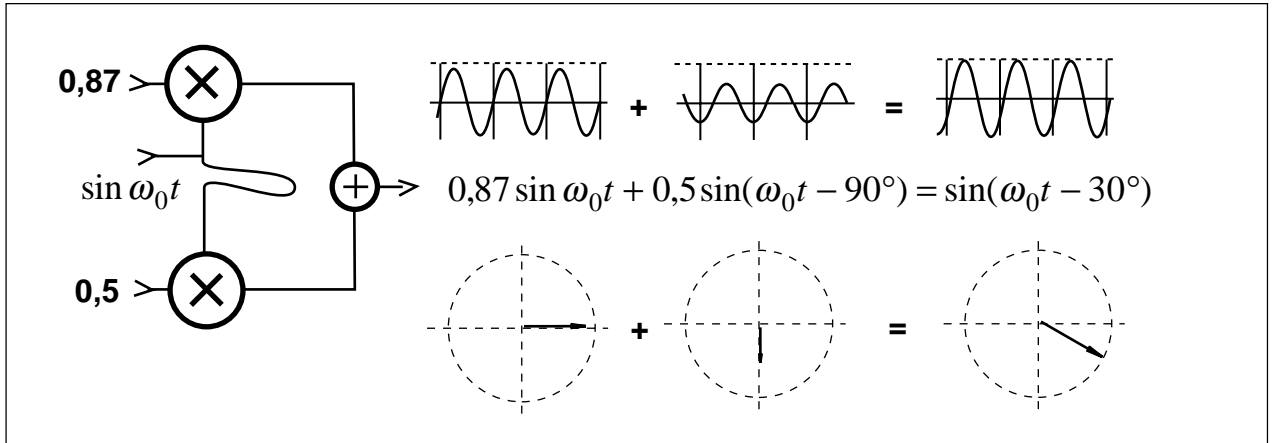 0,87
+ =
sin ω₀t
+
0,87 sin ω₀t + 0,5 sin(ω₀t − 90°) = sin(ω₀t − 30°)
0,5
+ =